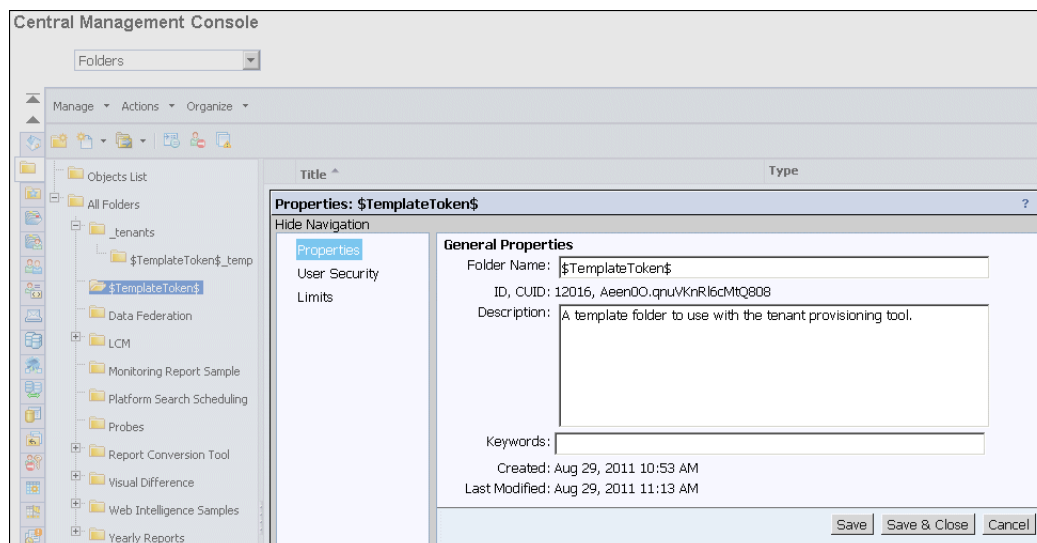 Central Management Console
Folders
Manage Actions Organize
Title Type
Objects List
All Folders
_tenants
$TemplateToken$_temp
$TemplateToken$
Data Federation
LCM
Monitoring Report Sample
Platform Search Scheduling
Probes
Report Conversion Tool
Visual Difference
Web Intelligence Samples
Yearly Reports
Properties: $TemplateToken$ ?
Hide Navigation
Properties
User Security
Limits
General Properties
Folder Name: $TemplateToken$
ID, CUID: 12016, Aeen0O.qnuVKnRl6cMtQ808
Description: A template folder to use with the tenant provisioning tool.
Keywords:
Created: Aug 29, 2011 10:53 AM
Last Modified: Aug 29, 2011 11:13 AM
Save Save & Close Cancel